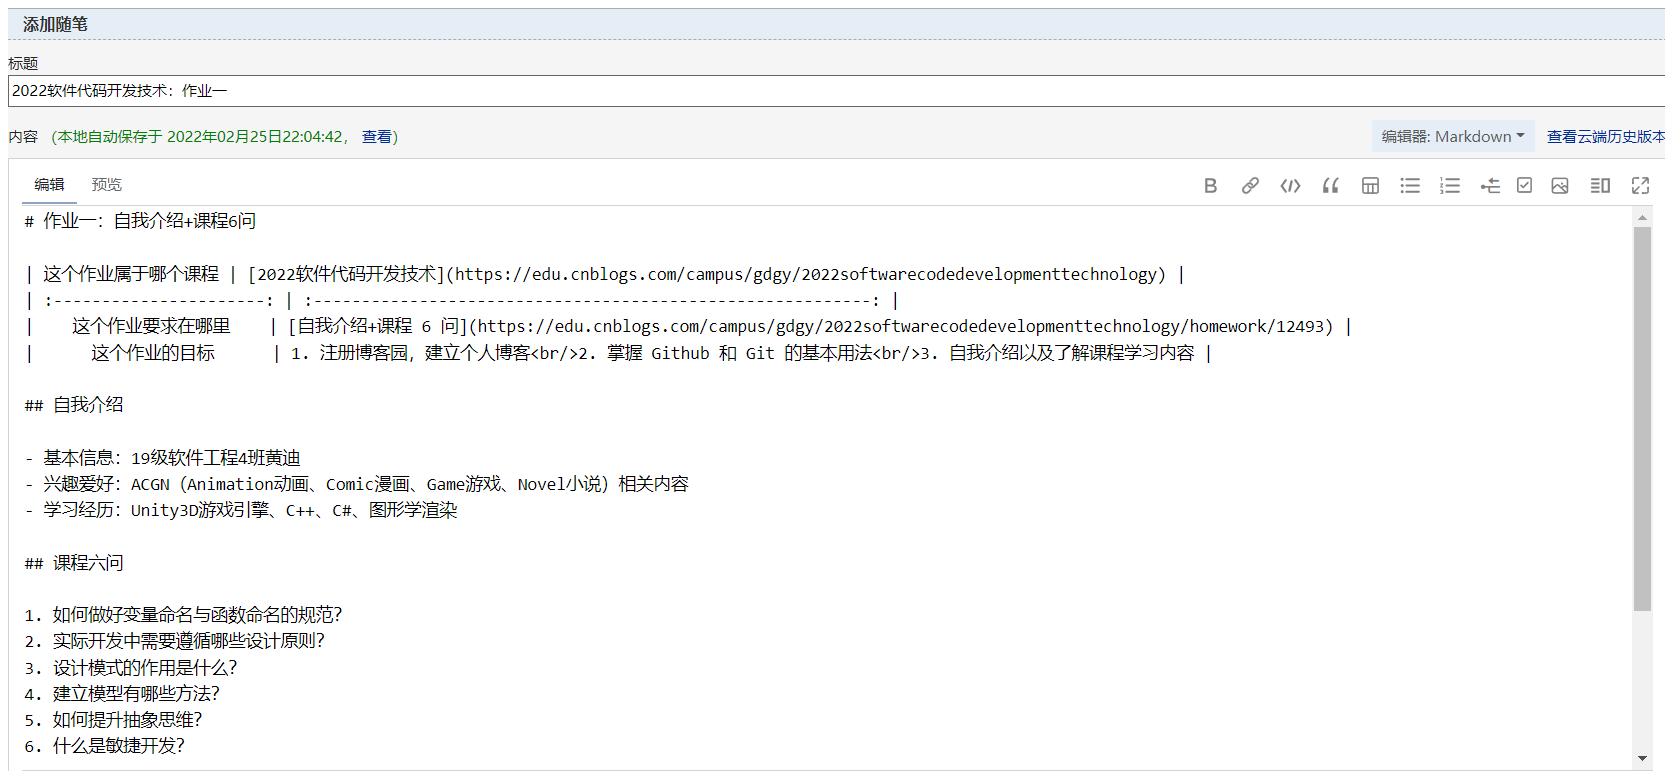 添加随笔
标题
2022软件代码开发技术：作业一
内容 （本地自动保存于 2022年02月25日22:04:42， 查看） 编辑器: Markdown 查看云端历史版本
编辑 预览
# 作业一：自我介绍+课程6问
| 这个作业属于哪个课程 | [2022软件代码开发技术](https://edu.cnblogs.com/campus/gdgy/2022softwarecodedevelopmenttechnology) |
| :----------------------: | :----------------------------------------------------------: |
| 这个作业要求在哪里 | [自我介绍+课程 6 问](https://edu.cnblogs.com/campus/gdgy/2022softwarecodedevelopmenttechnology/homework/12493) |
| 这个作业的目标 | 1. 注册博客园，建立个人博客<br/>2. 掌握 Github 和 Git 的基本用法<br/>3. 自我介绍以及了解课程学习内容 |
## 自我介绍
- 基本信息：19级软件工程4班黄迪
- 兴趣爱好：ACGN（Animation动画、Comic漫画、Game游戏、Novel小说）相关内容
- 学习经历：Unity3D游戏引擎、C++、C#、图形学渲染
## 课程六问
1. 如何做好变量命名与函数命名的规范？
2. 实际开发中需要遵循哪些设计原则？
3. 设计模式的作用是什么？
4. 建立模型有哪些方法？
5. 如何提升抽象思维？
6. 什么是敏捷开发？